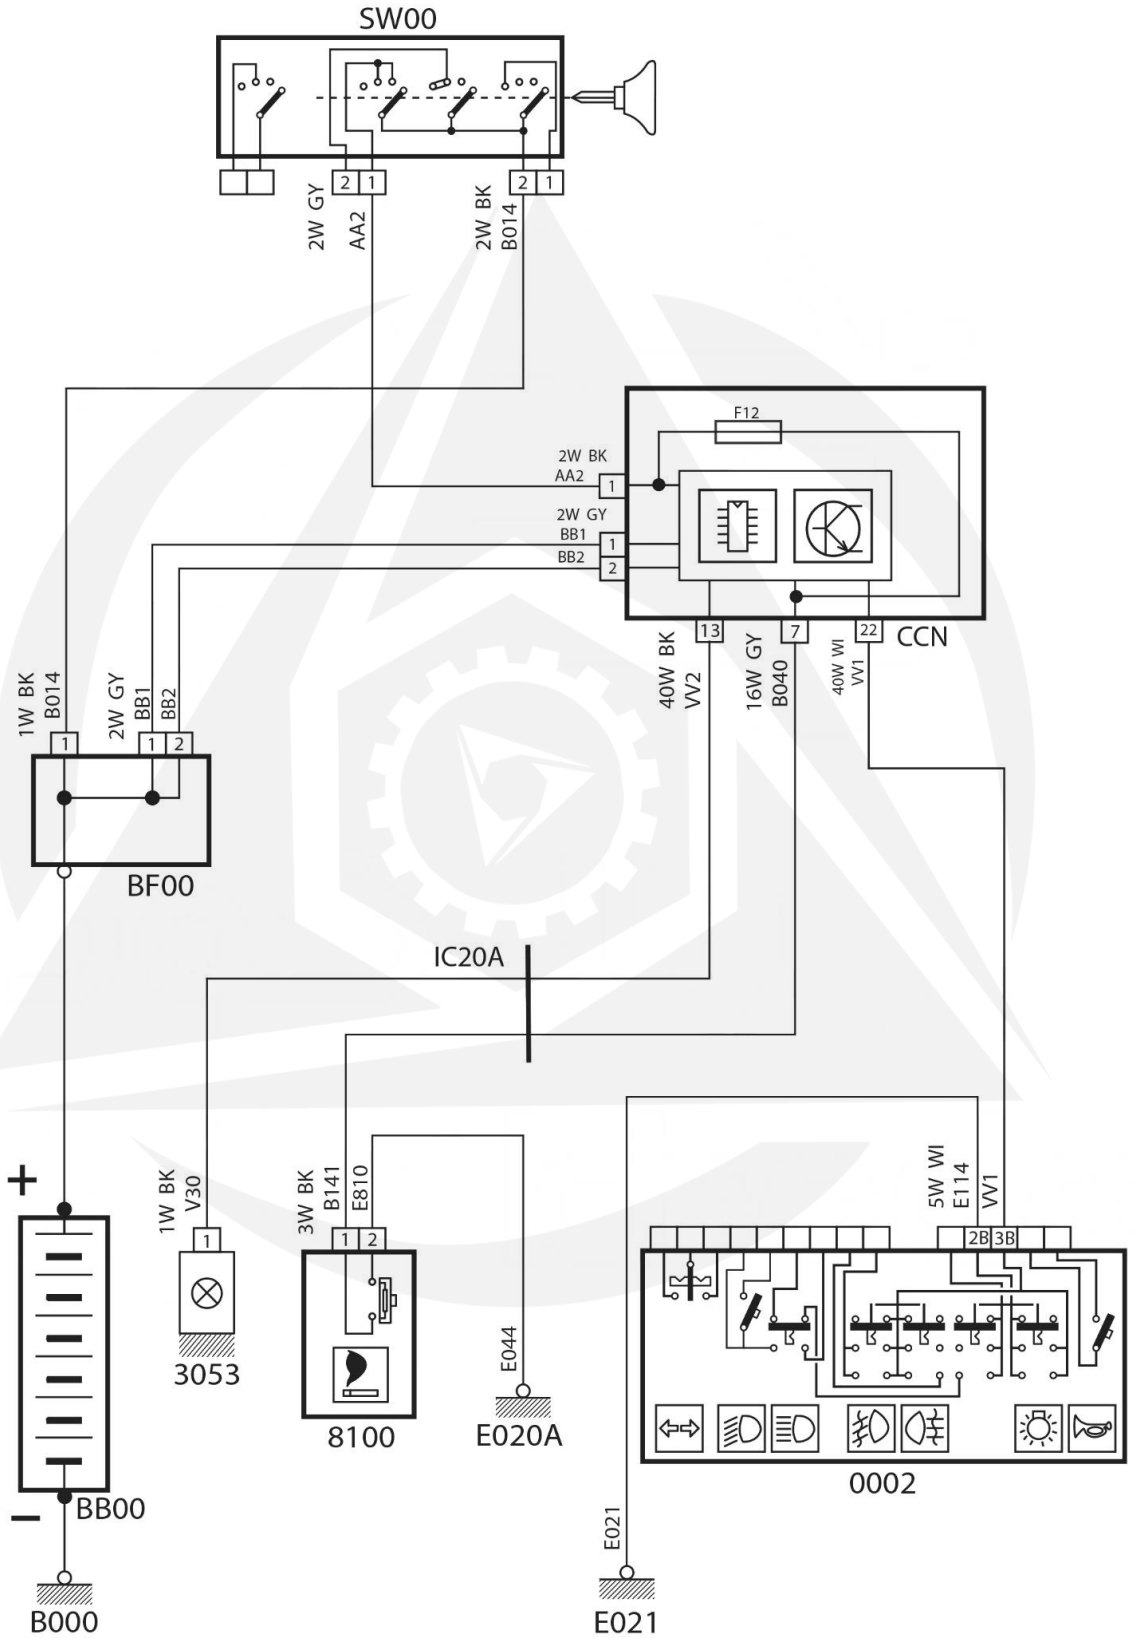 SW00
2 1
2 1
2W GY
AA2
2W BK
B014
F12
2W BK
AA2
1
2W GY
BB1
1
BB2
2
13
7
22
CCN
40W BK
VV2
16W GY
B040
40W WI
VV1
1W BK
B014
2W GY
BB1
BB2
1
1 2
BF00
IC20A
+
1W BK
V30
3W BK
B141
E810
5W WI
E114
VV1
1
1 2
2B 3B
3053
8100
E044
E020A
0002
BB00
−
B000
E021
E021